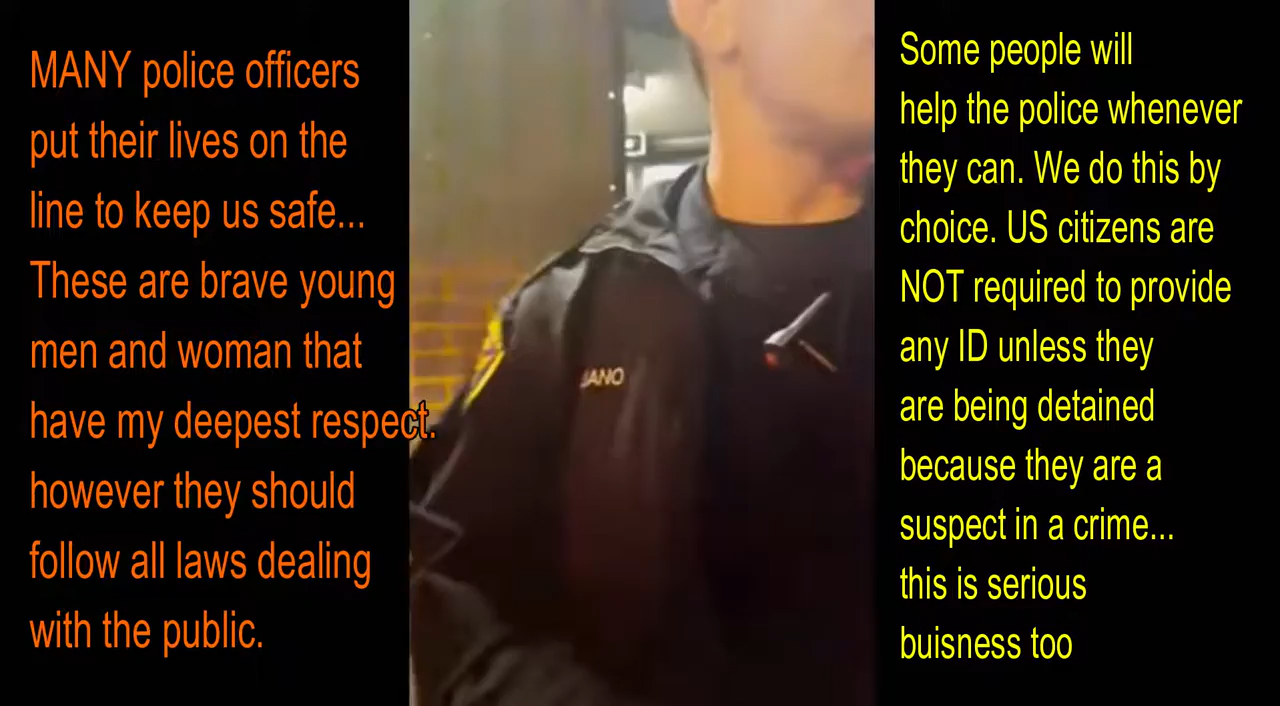 MANY police officers
put their lives on the
line to keep us safe...
These are brave young
men and woman that
have my deepest respect.
however they should
follow all laws dealing
with the public.
Some people will
help the police whenever
they can. We do this by
choice. US citizens are
NOT required to provide
any ID unless they
are being detained
because they are a
suspect in a crime...
this is serious
buisness too